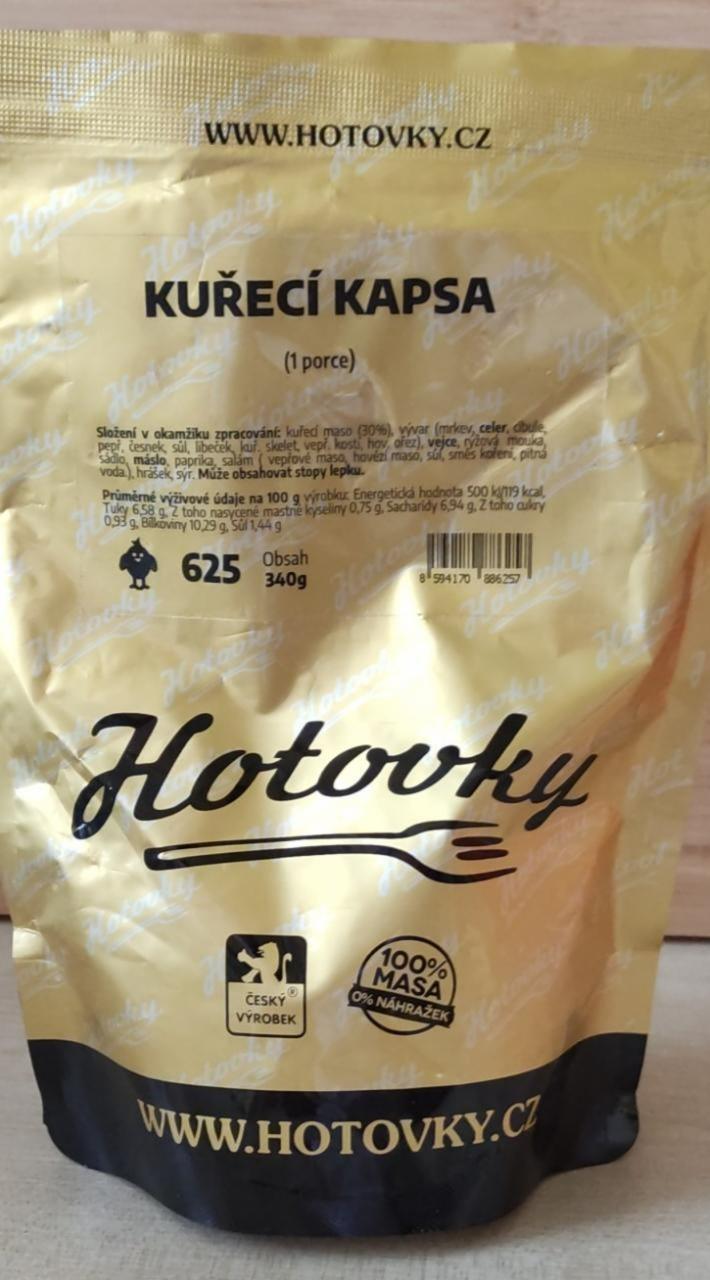 WWW.HOTOVKY.CZ
KUŘECÍ KAPSA
(1 porce)
Složení v okamžiku zpracování: kuřecí maso (30%), vývar (mrkev, celer, cibule,
pepř, česnek, sůl, libeček, kuř. skelet, vepř. kosti, hov. ořez), vejce, rýžová mouka,
sádlo, máslo, paprika, salám ( vepřové maso, hovězí maso, sůl, směs koření, pitná
voda.), hrášek, sýr. Může obsahovat stopy lepku.
Průměrné výživové údaje na 100 g výrobku: Energetická hodnota 500 kJ/119 kcal,
Tuky 6,58 g, Z toho nasycené mastné kyseliny 0,75 g, Sacharidy 6,94 g, Z toho cukry
0,93 g, Bílkoviny 10,29 g, Sůl 1,44 g
625 Obsah
340g
8 594170 886257
Hotovky
ČESKÝ®
VÝROBEK
100%
MASA
0% NÁHRAŽEK
WWW.HOTOVKY.CZ